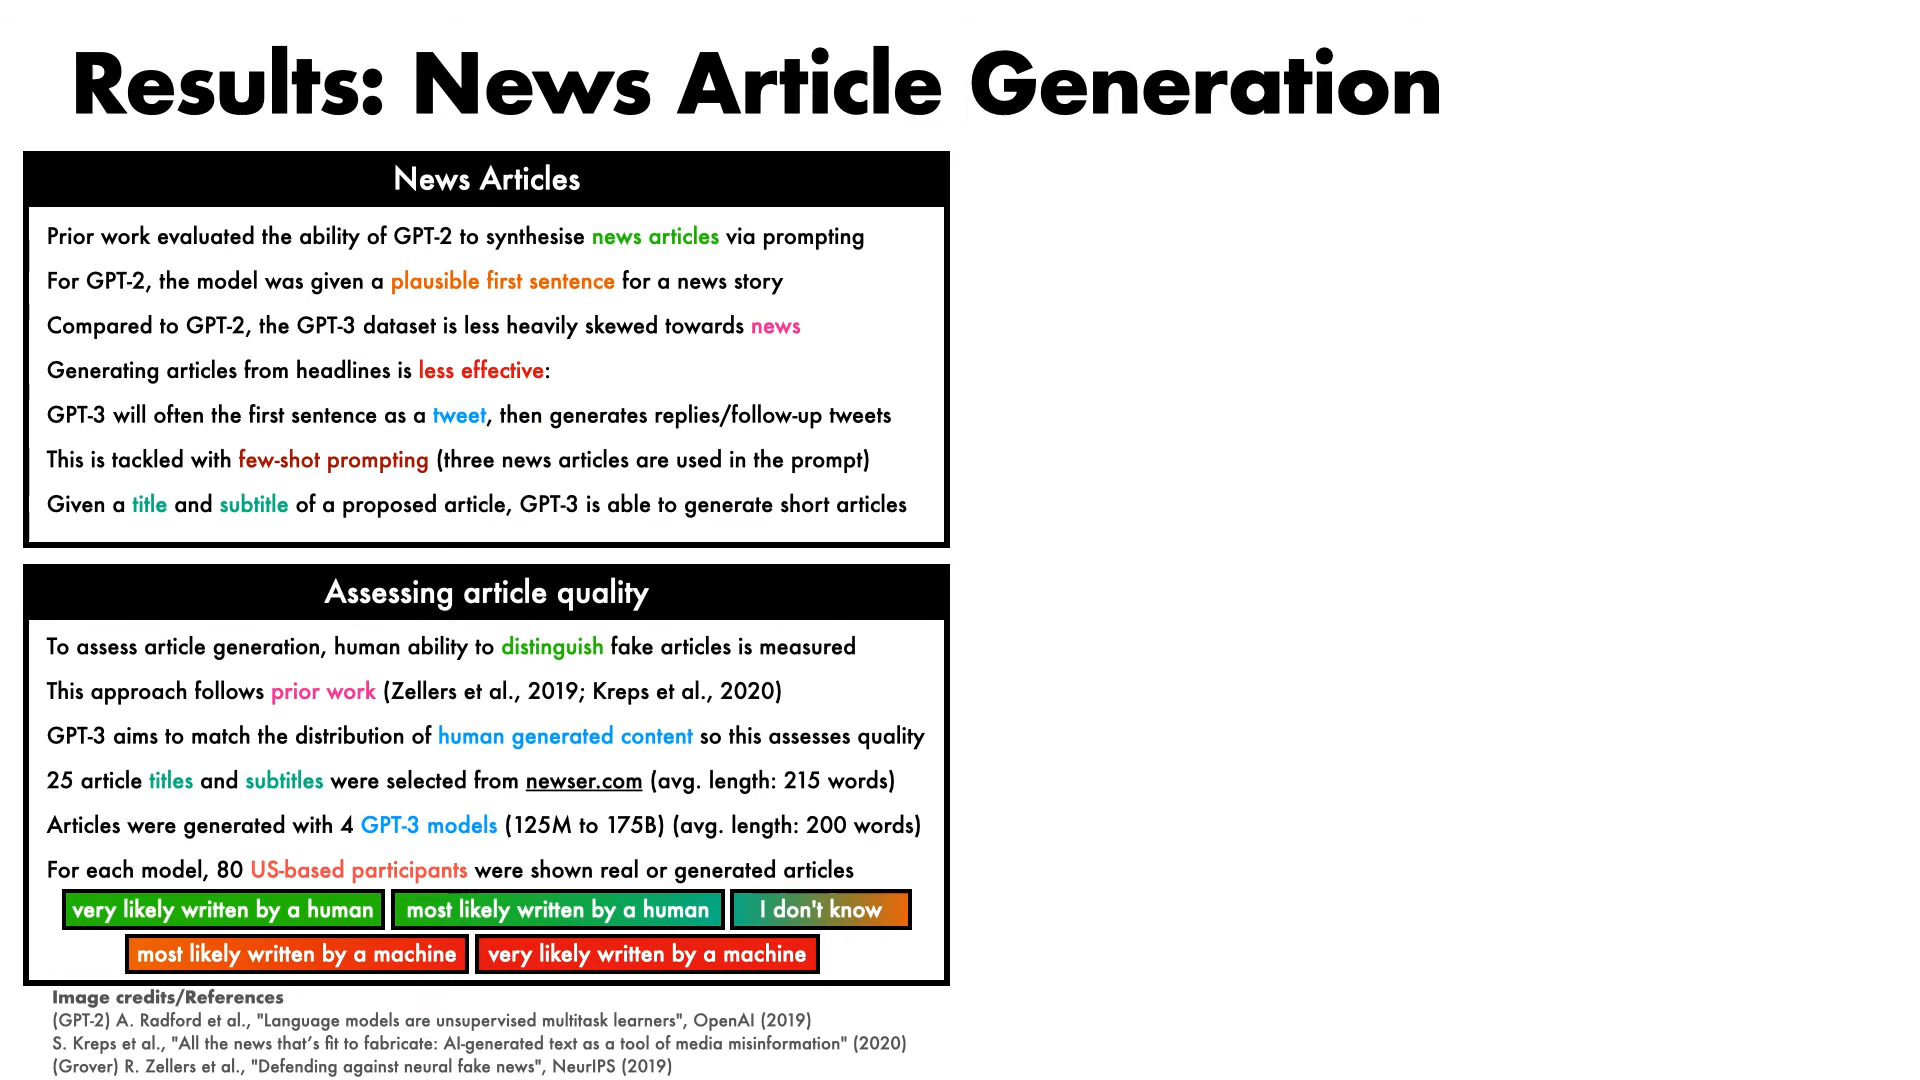 Results: News Article Generation
News Articles
Prior work evaluated the ability of GPT-2 to synthesise news articles via prompting
For GPT-2, the model was given a plausible first sentence for a news story
Compared to GPT-2, the GPT-3 dataset is less heavily skewed towards news
Generating articles from headlines is less effective:
GPT-3 will often the first sentence as a tweet, then generates replies/follow-up tweets
This is tackled with few-shot prompting (three news articles are used in the prompt)
Given a title and subtitle of a proposed article, GPT-3 is able to generate short articles
Assessing article quality
To assess article generation, human ability to distinguish fake articles is measured
This approach follows prior work (Zellers et al., 2019; Kreps et al., 2020)
GPT-3 aims to match the distribution of human generated content so this assesses quality
25 article titles and subtitles were selected from newser.com (avg. length: 215 words)
Articles were generated with 4 GPT-3 models (125M to 175B) (avg. length: 200 words)
For each model, 80 US-based participants were shown real or generated articles
very likely written by a human most likely written by a human I don't know
most likely written by a machine very likely written by a machine
Image credits/References
(GPT-2) A. Radford et al., "Language models are unsupervised multitask learners", OpenAI (2019)
S. Kreps et al., "All the news that's fit to fabricate: AI-generated text as a tool of media misinformation" (2020)
(Grover) R. Zellers et al., "Defending against neural fake news", NeurIPS (2019)